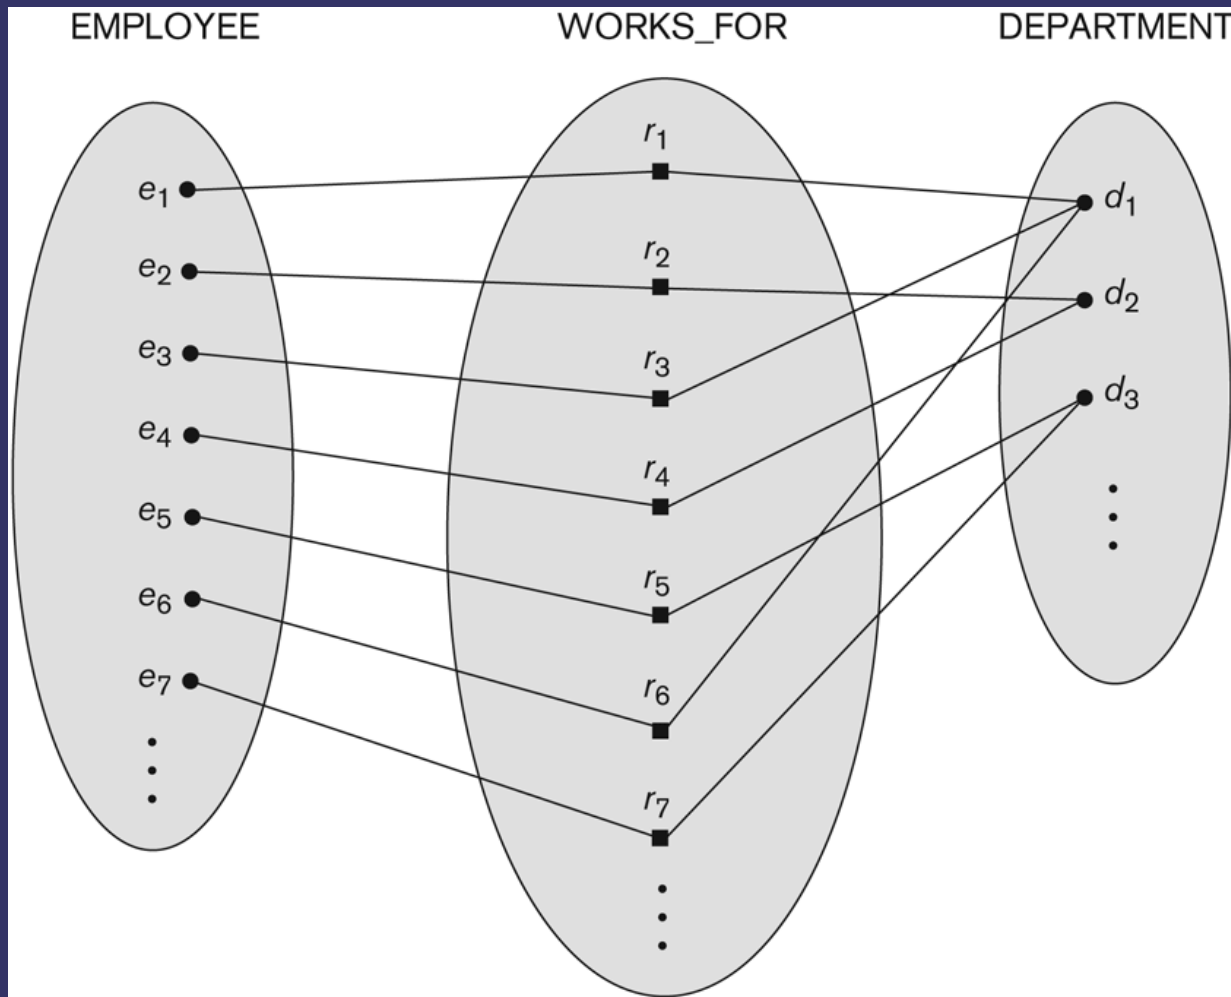 EMPLOYEE
WORKS_FOR
DEPARTMENT
e1
e2
e3
e4
e5
e6
e7
r1
r2
r3
r4
r5
r6
r7
d1
d2
d3